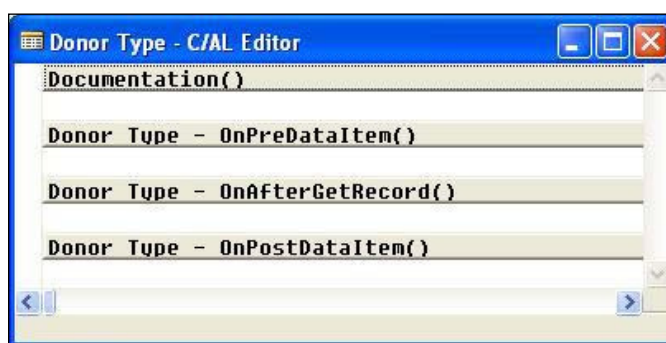 Donor Type - C/AL Editor
Documentation()
Donor Type - OnPreDataItem()
Donor Type - OnAfterGetRecord()
Donor Type - OnPostDataItem()